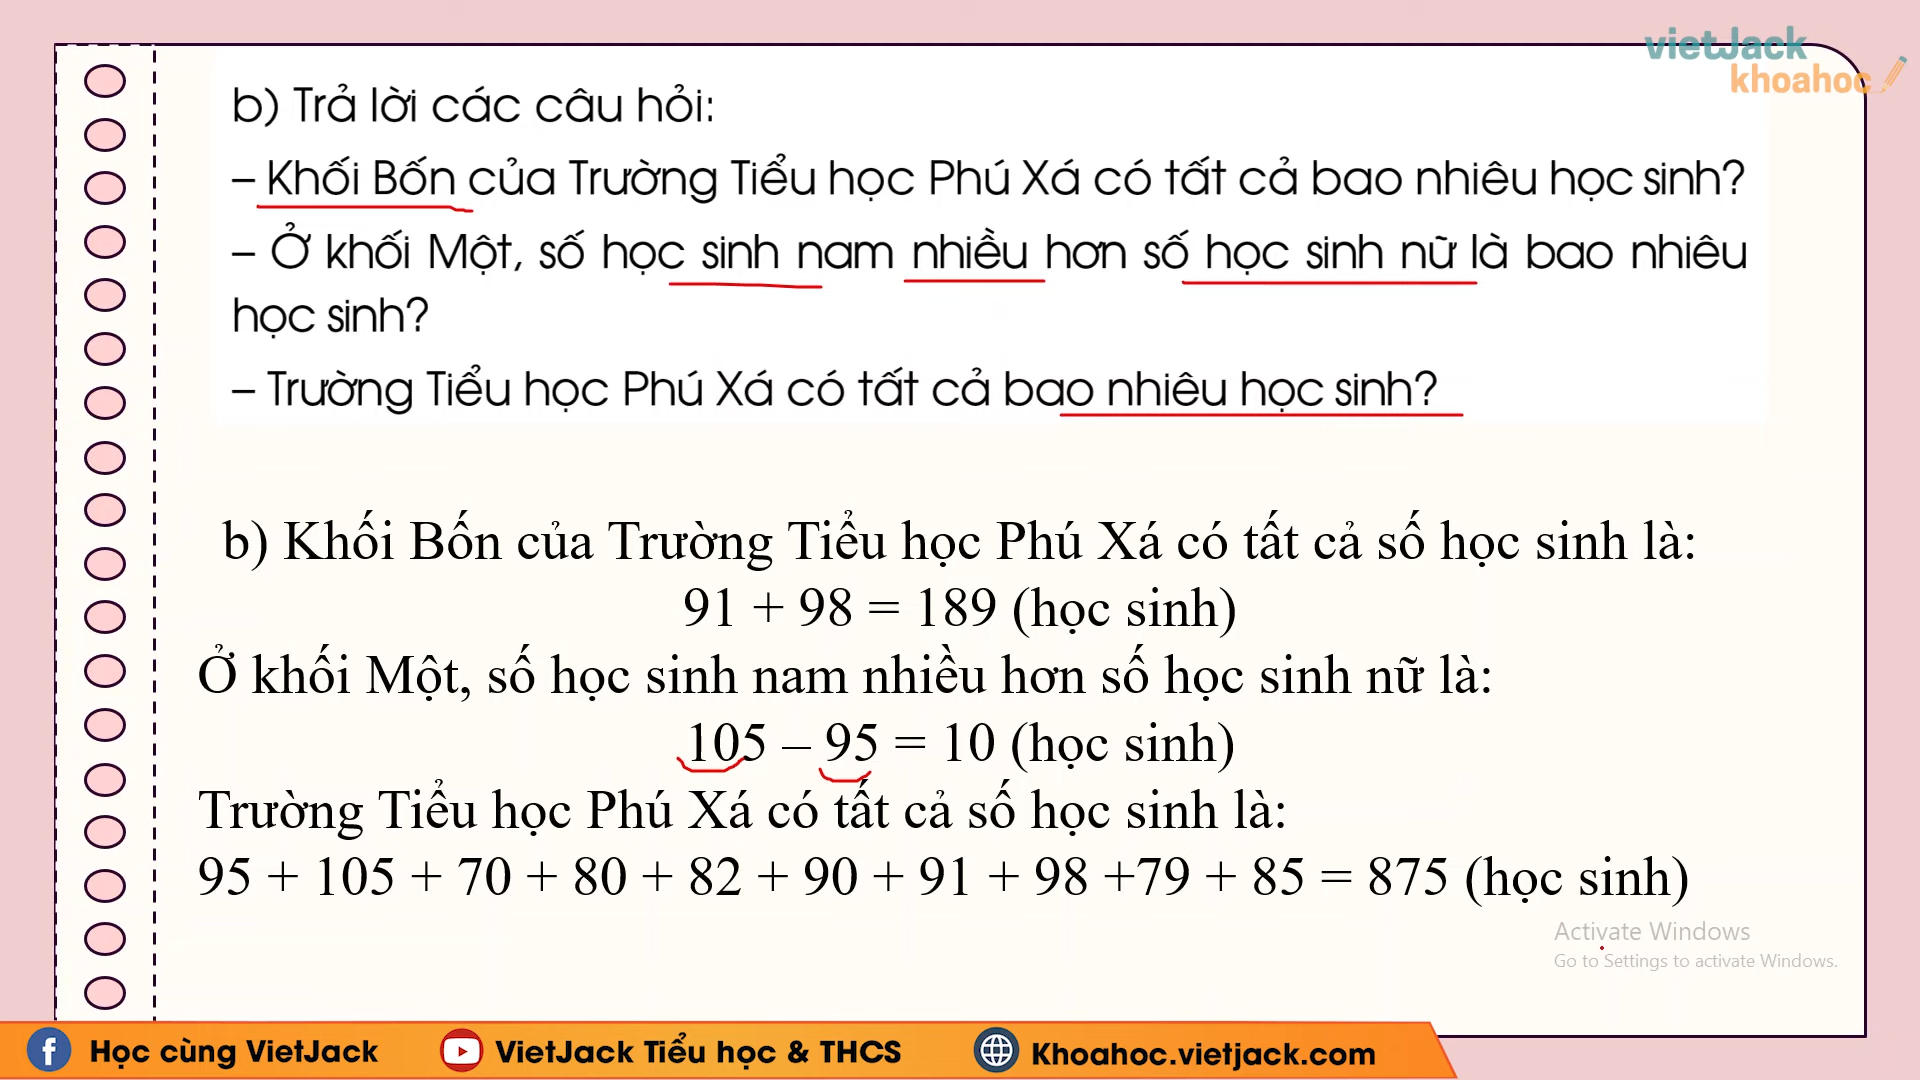 vietJack
khoahoc
b) Trả lời các câu hỏi:
– Khối Bốn của Trường Tiểu học Phú Xá có tất cả bao nhiêu học sinh?
– Ở khối Một, số học sinh nam nhiều hơn số học sinh nữ là bao nhiêu
học sinh?
– Trường Tiểu học Phú Xá có tất cả bao nhiêu học sinh?
b) Khối Bốn của Trường Tiểu học Phú Xá có tất cả số học sinh là:
91 + 98 = 189 (học sinh)
Ở khối Một, số học sinh nam nhiều hơn số học sinh nữ là:
105 – 95 = 10 (học sinh)
Trường Tiểu học Phú Xá có tất cả số học sinh là:
95 + 105 + 70 + 80 + 82 + 90 + 91 + 98 +79 + 85 = 875 (học sinh)
Activate Windows
Go to Settings to activate Windows.
Học cùng VietJack
VietJack Tiểu học & THCS
Khoahoc.vietjack.com